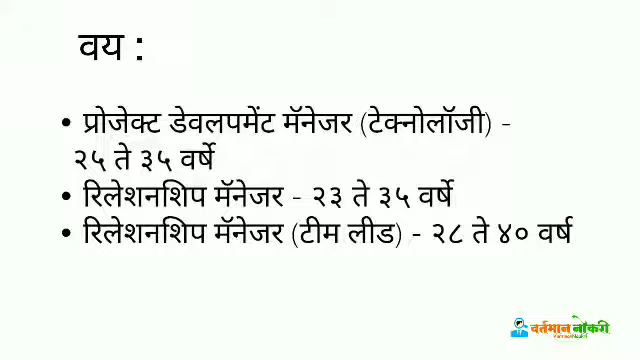 वय :
• प्रोजेक्ट डेवलपमेंट मॅनेजर (टेक्नोलॉजी) -
२५ ते ३५ वर्षे
• रिलेशनशिप मॅनेजर - २३ ते ३५ वर्षे
• रिलेशनशिप मॅनेजर (टीम लीड) - २८ ते ४० वर्ष
वर्तमान नोकरी